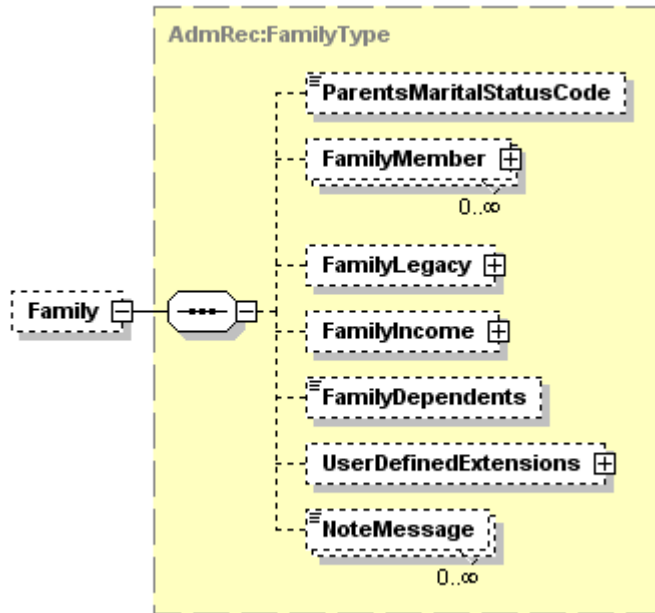 AdmRec:FamilyType
ParentsMaritalStatusCode
FamilyMember
0..∞
FamilyLegacy
Family
FamilyIncome
FamilyDependents
UserDefinedExtensions
NoteMessage
0..∞